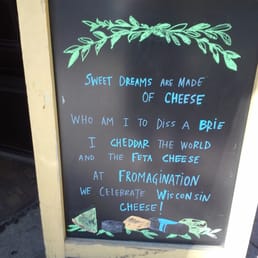 SWEET DREAMS ARE MADE
OF CHEESE
WHO AM I TO DISS A BRIE
I CHEDDAR THE WORLD
AND THE FETA CHEESE
AT FROMAGINATION
WE CELEBRATE WISCONSIN
CHEESE!